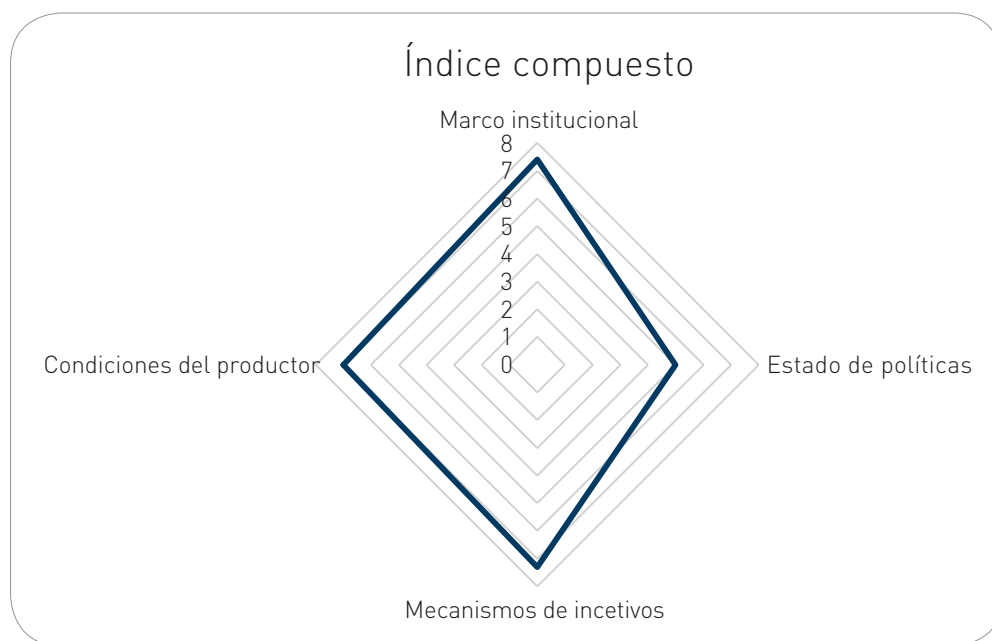 Índice compuesto
Marco institucional
8
7
6
5
4
3
2
1
0
Condiciones del productor
Estado de políticas
Mecanismos de incetivos